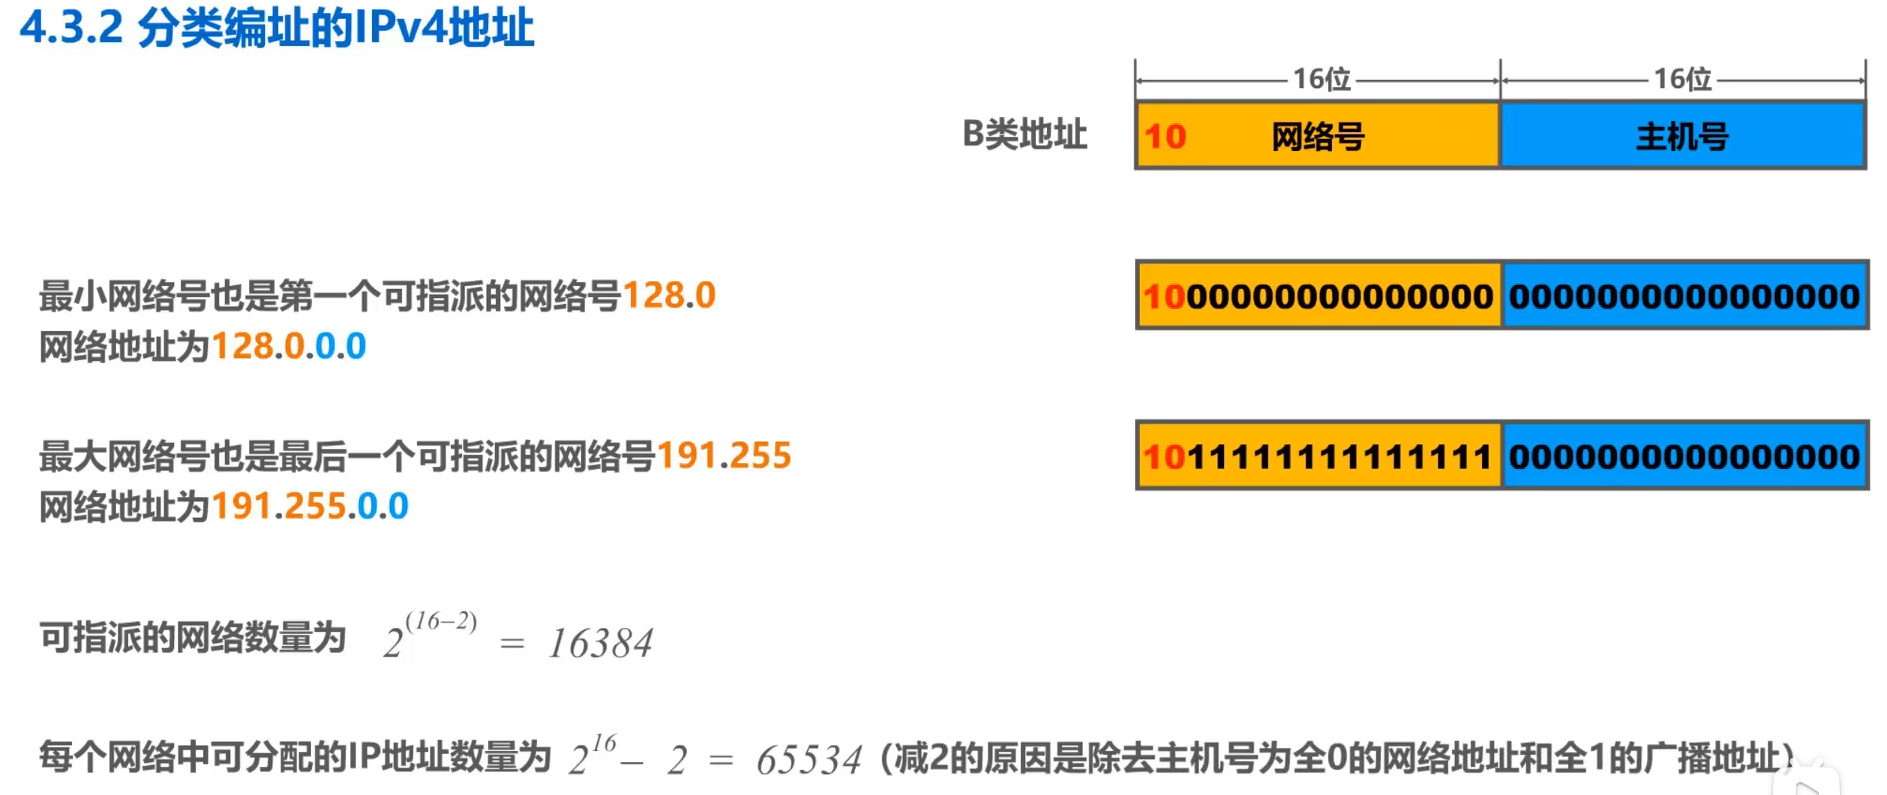 4.3.2 分类编址的IPv4地址
16位 16位
B类地址 10 网络号 主机号
最小网络号也是第一个可指派的网络号128.0
网络地址为128.0.0.0
1000000000000000 0000000000000000
最大网络号也是最后一个可指派的网络号191.255
网络地址为191.255.0.0
1011111111111111 0000000000000000
可指派的网络数量为 2^(16−2) = 16384
每个网络中可分配的IP地址数量为 2^16 − 2 = 65534 (减2的原因是除去主机号为全0的网络地址和全1的广播地址)